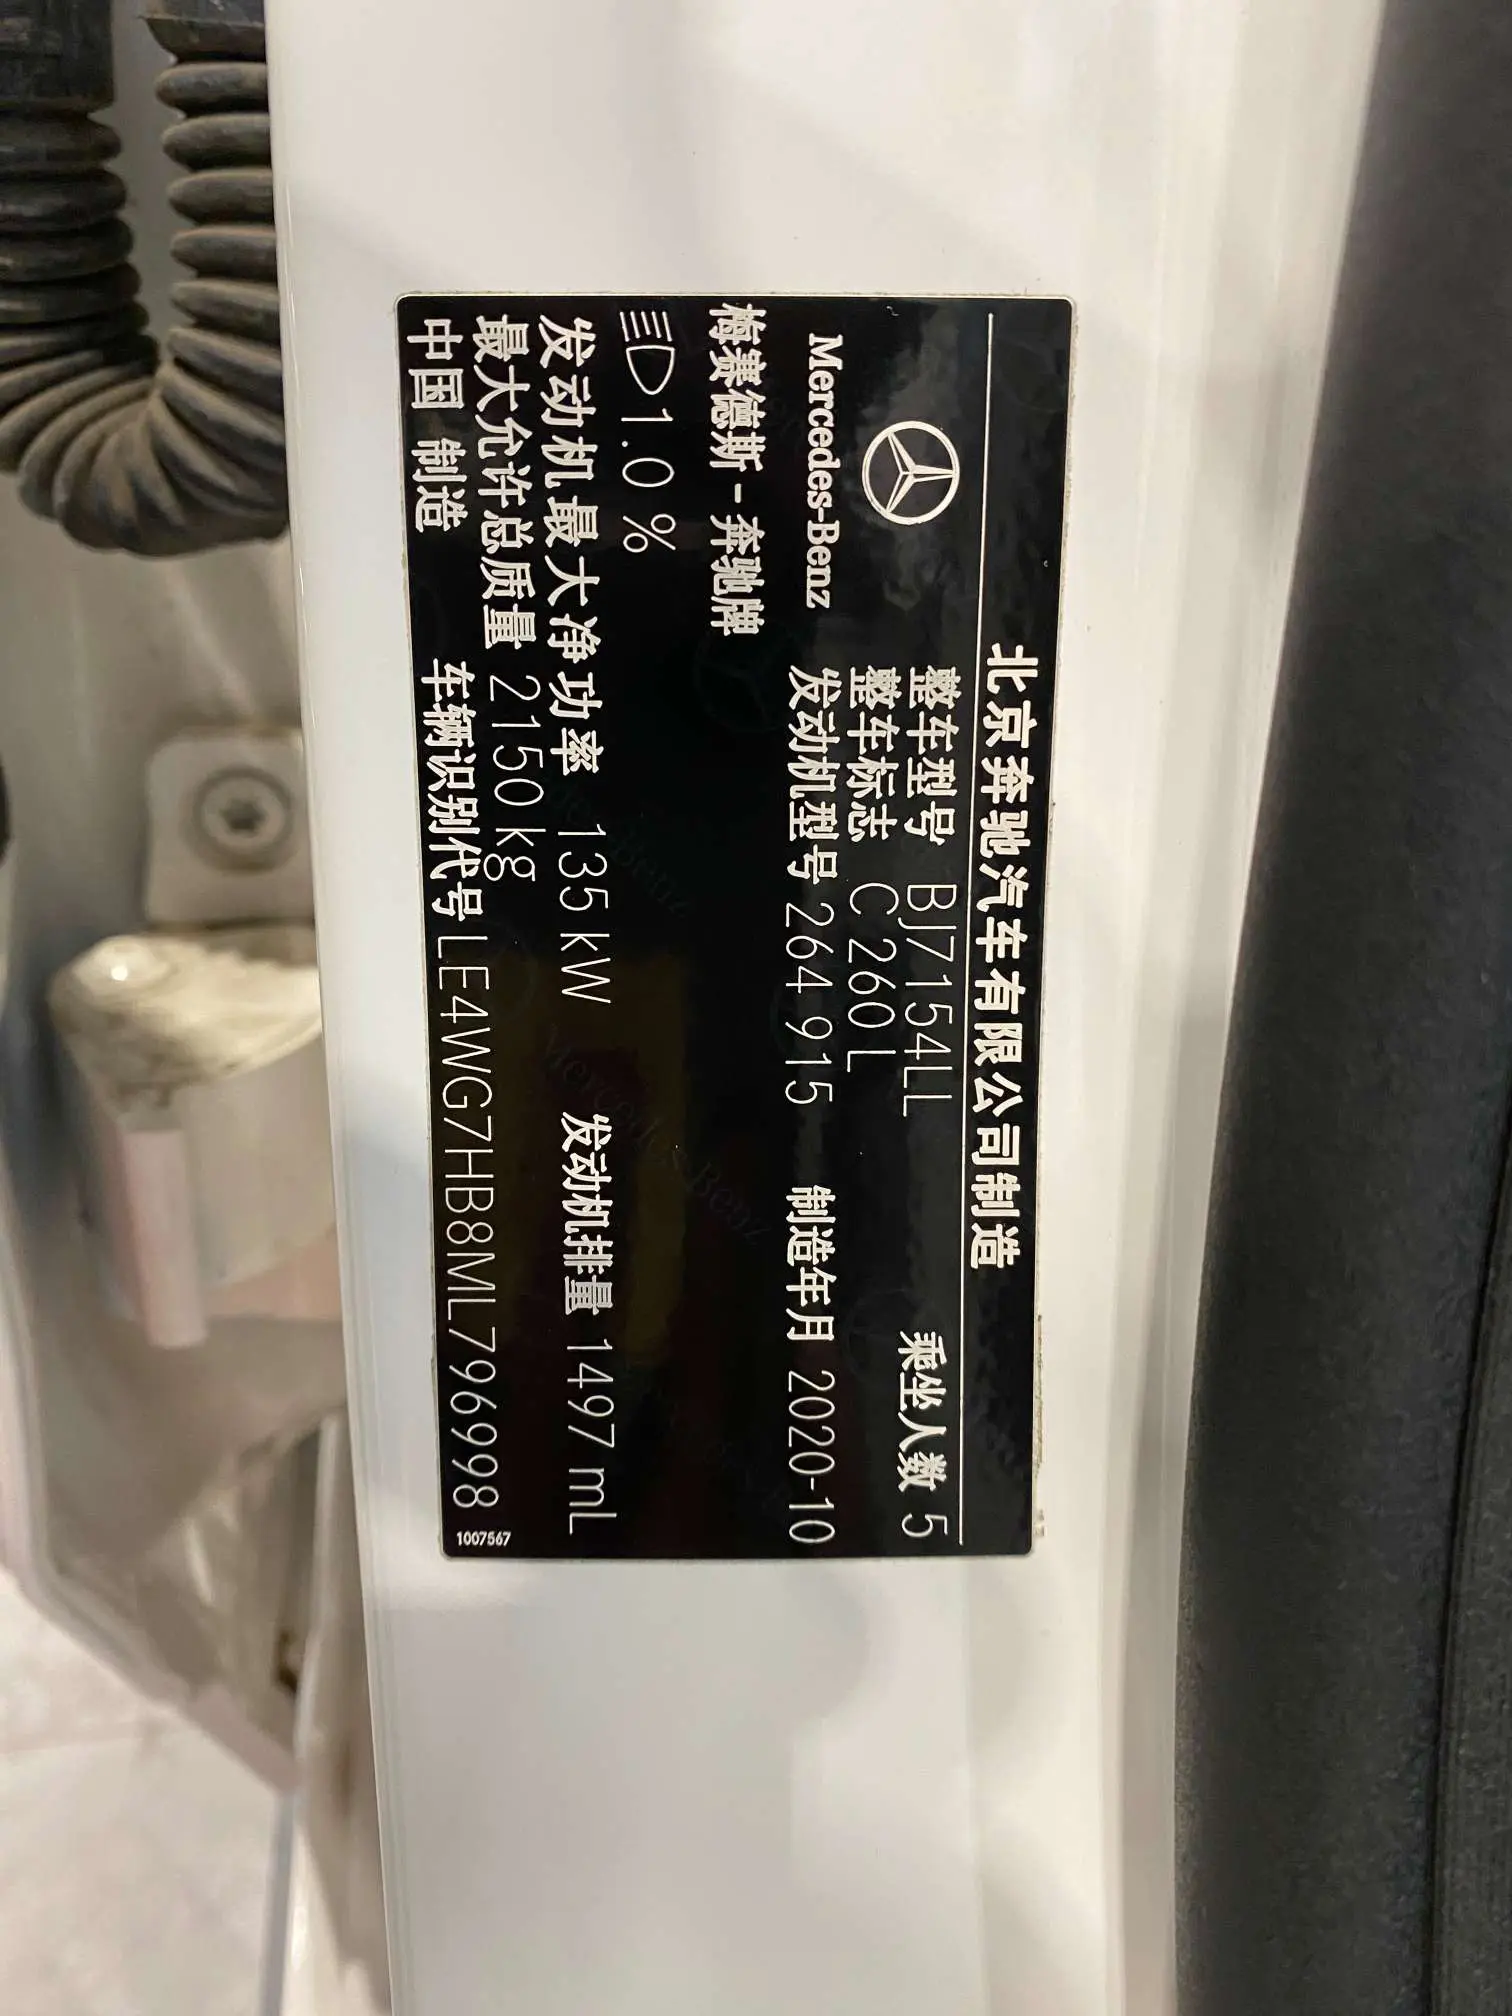 北京奔驰汽车有限公司制造
Mercedes-Benz
整车型号 BJ7154LL 乘坐人数 5
整车标志 C 260 L
发动机型号 264 915 制造年月 2020-10
梅赛德斯-奔驰牌
1.0 %
发动机最大净功率 135 kW 发动机排量 1497 mL
最大允许总质量 2150 kg
中国 制造 车辆识别代号 LE4WG7HB8ML796998
1007567